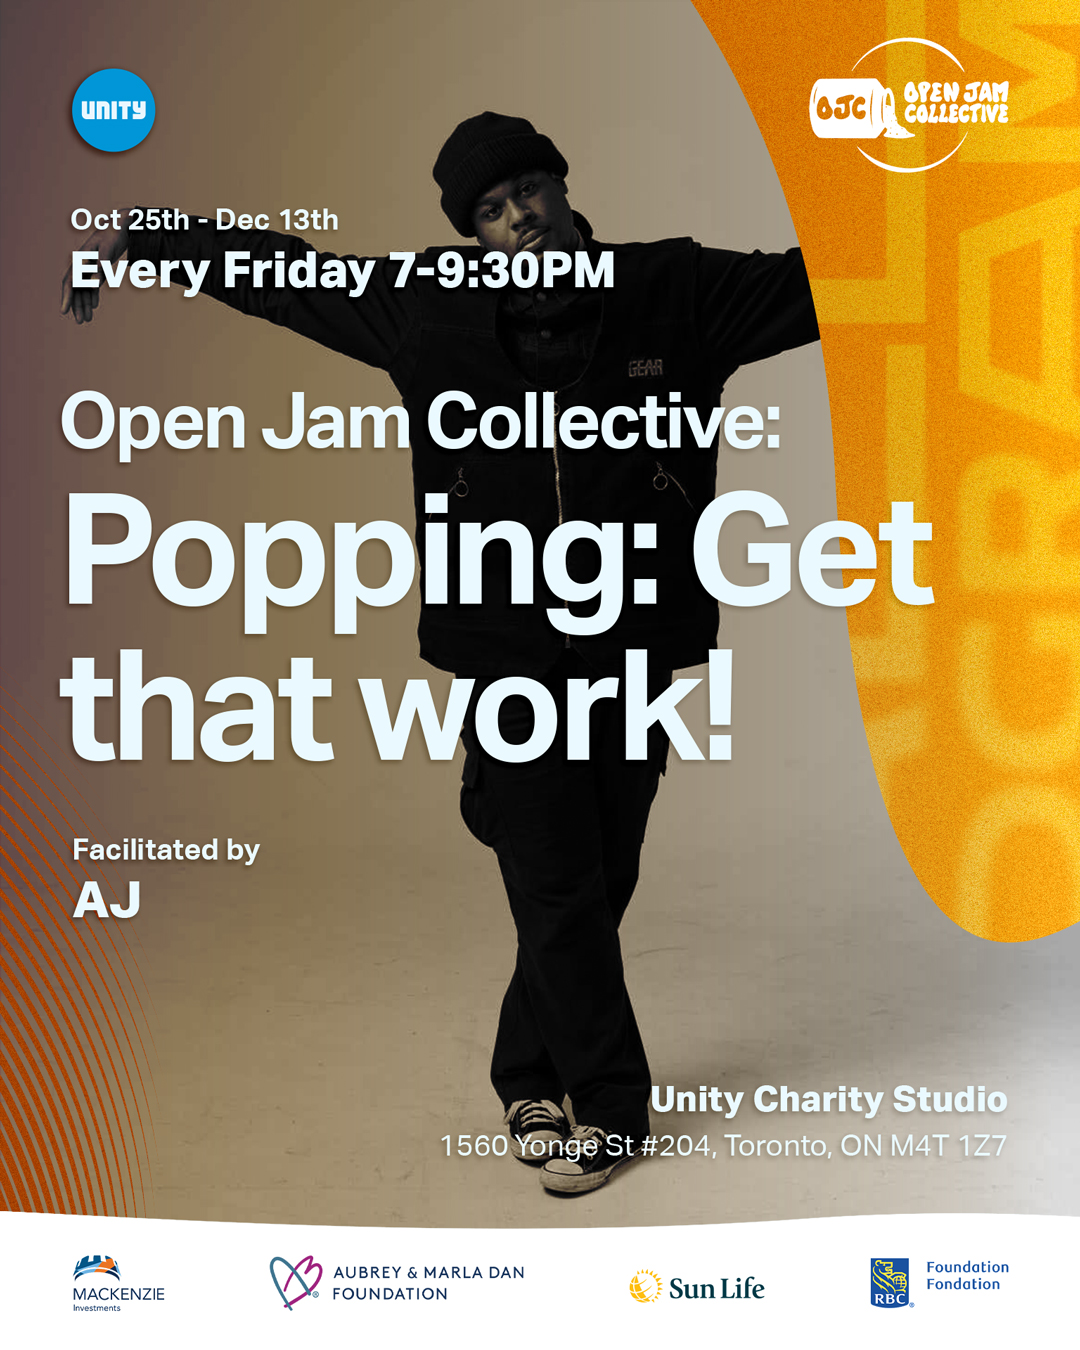 UNITY
OJC
OPEN JAM
COLLECTIVE
Oct 25th - Dec 13th
Every Friday 7-9:30PM
GEAR
Open Jam Collective:
Popping: Get
that work!
Facilitated by
AJ
Unity Charity Studio
1560 Yonge St #204, Toronto, ON M4T 1Z7
MACKENZIE
Investments
AUBREY & MARLA DAN
FOUNDATION
®
Sun Life
RBC
®
Foundation
Fondation